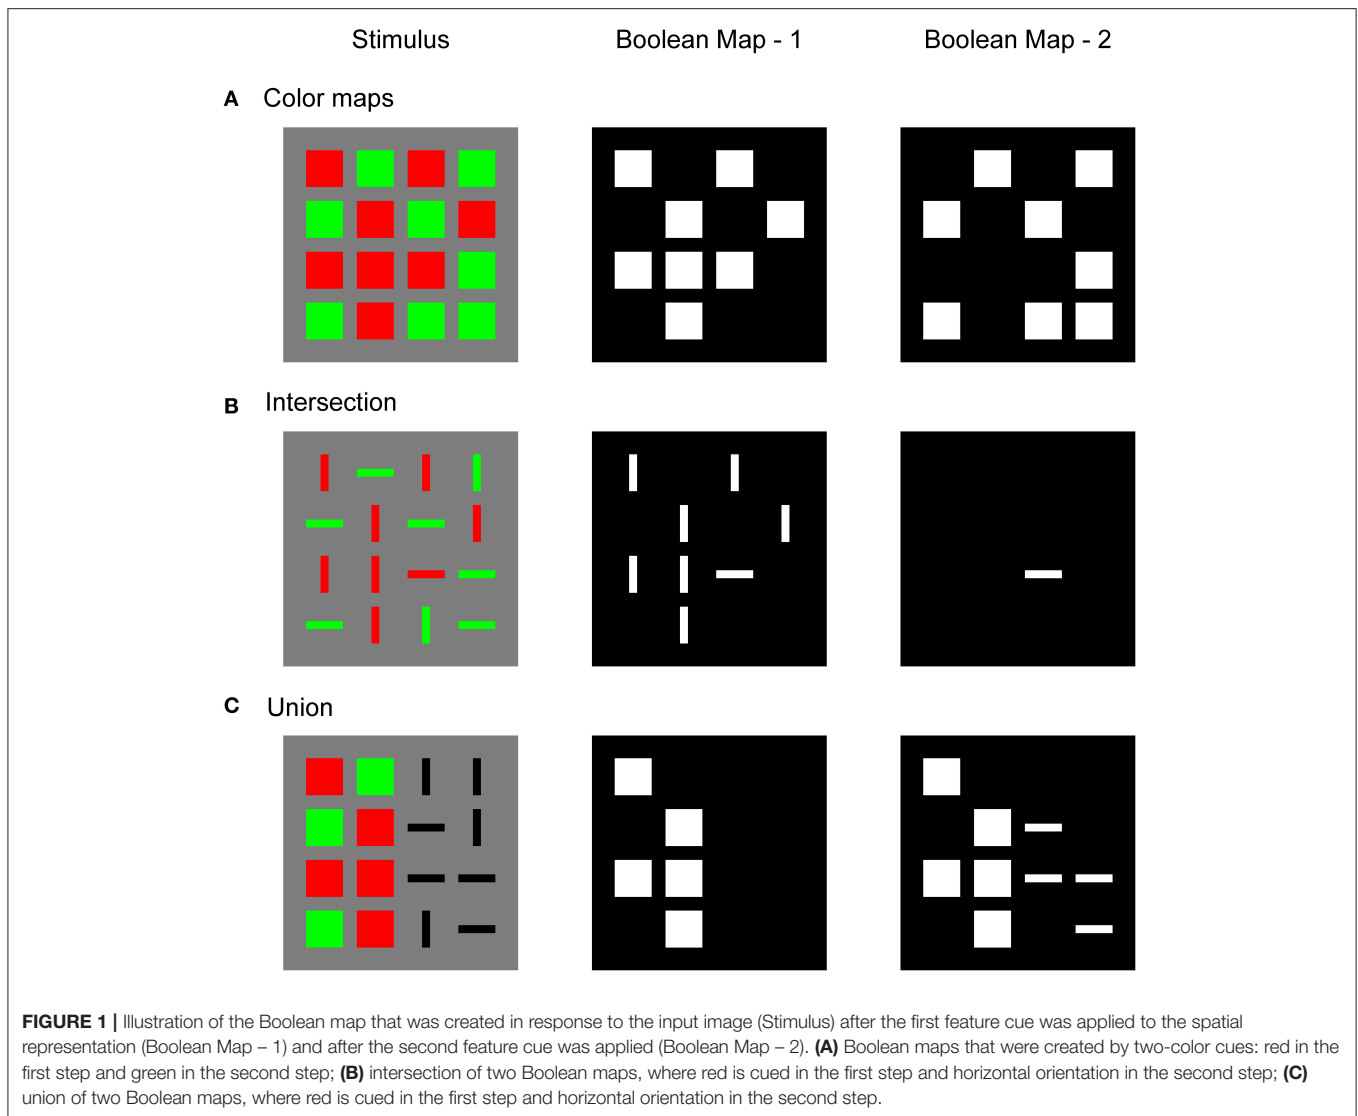 Stimulus Boolean Map - 1 Boolean Map - 2
A Color maps
B Intersection
C Union
FIGURE 1 | Illustration of the Boolean map that was created in response to the input image (Stimulus) after the first feature cue was applied to the spatial
representation (Boolean Map – 1) and after the second feature cue was applied (Boolean Map – 2). (A) Boolean maps that were created by two-color cues: red in the
first step and green in the second step; (B) intersection of two Boolean maps, where red is cued in the first step and horizontal orientation in the second step; (C)
union of two Boolean maps, where red is cued in the first step and horizontal orientation in the second step.